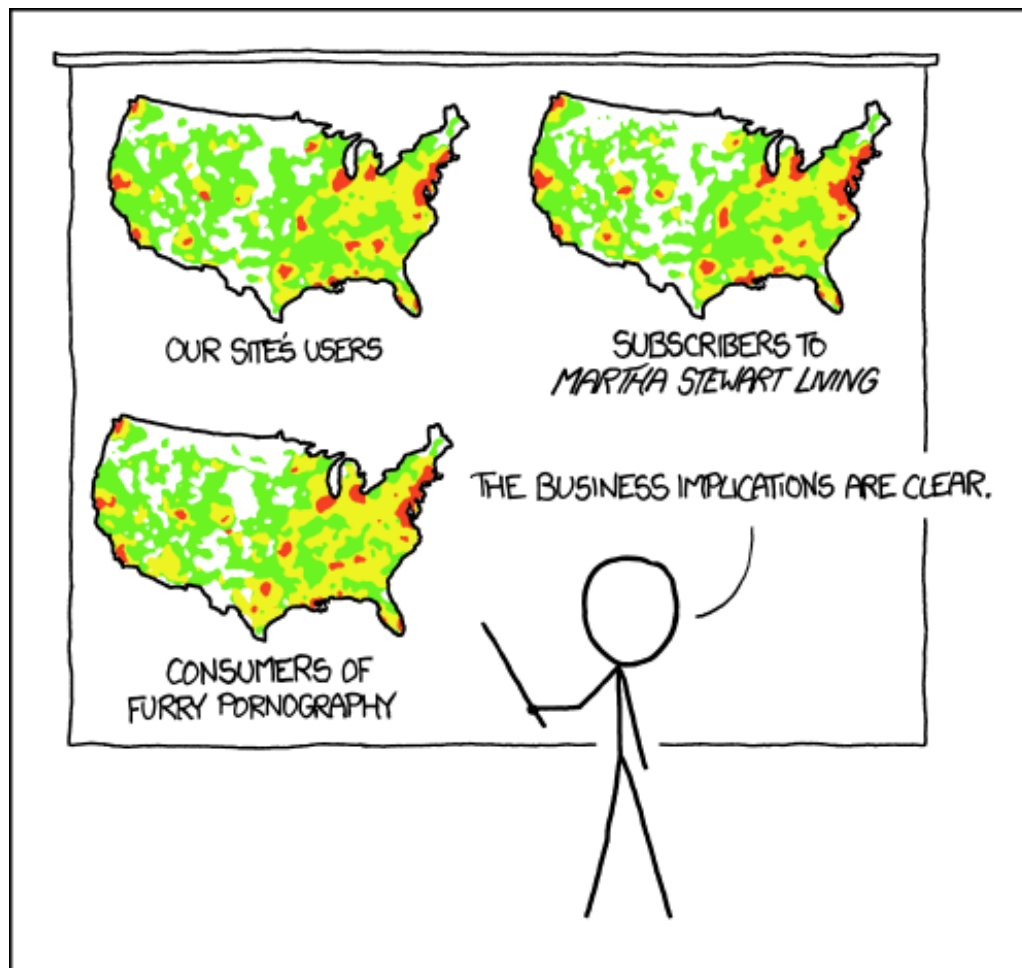 OUR SITE'S USERS
SUBSCRIBERS TO
MARTHA STEWART LIVING
CONSUMERS OF
FURRY PORNOGRAPHY
THE BUSINESS IMPLICATIONS ARE CLEAR.